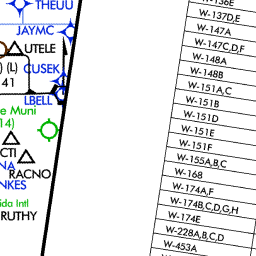 THEUU
JAYMC
UTELE
) (L)
CUSEK
41
LBELL
e Muni
14)
CTI
NA
RACNO
NKES
ida Intl
RUTHY
W-136E
W-137D,E
W-147A
W-147C,D,F
W-148A
W-148B
W-151A,C
W-151B
W-151D
W-151E
W-151F
W-155A,B,C
W-168
W-174A,F
W-174B,C,D,G,H
W-174E
W-228A,B,C,D
W-453A